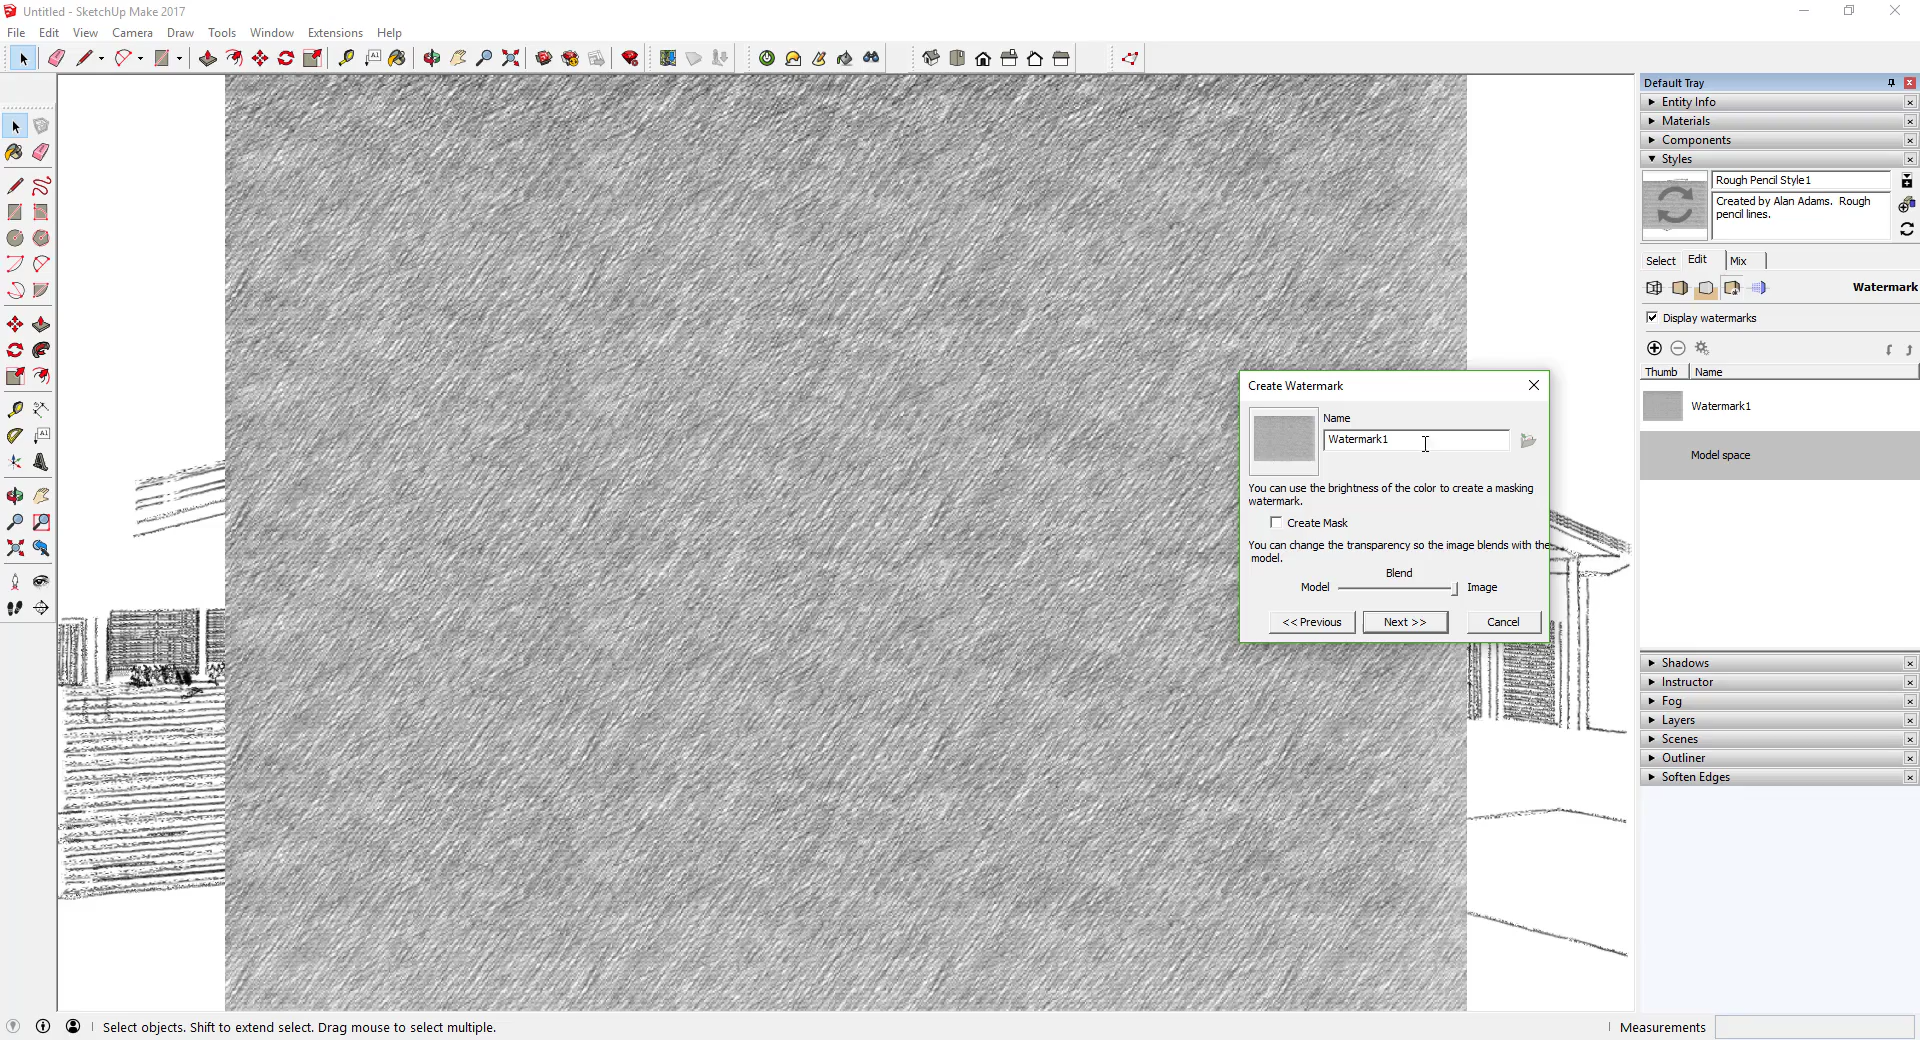 Untitled - SketchUp Make 2017
File Edit View Camera Draw Tools Window Extensions Help
Default Tray
Entity Info
Materials
Components
Styles
Rough Pencil Style1
Created by Alan Adams. Rough
pencil lines.
Select Edit Mix
Watermark
Display watermarks
Thumb Name
Watermark1
Model space
Create Watermark
Name
Watermark1
You can use the brightness of the color to create a masking
watermark.
Create Mask
You can change the transparency so the image blends with the
model.
Blend
Model Image
<< Previous Next >> Cancel
Shadows
Instructor
Fog
Layers
Scenes
Outliner
Soften Edges
Select objects. Shift to extend select. Drag mouse to select multiple.
Measurements